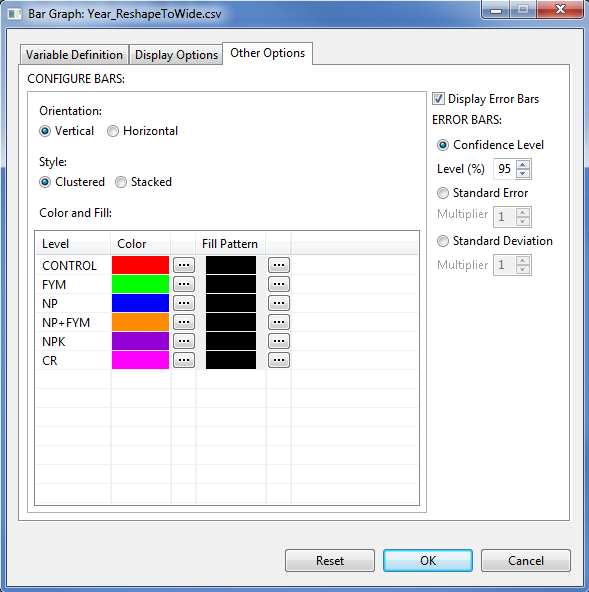 Bar Graph: Year_ReshapeToWide.csv
Variable Definition Display Options Other Options
CONFIGURE BARS:
Orientation:
Vertical Horizontal
Style:
Clustered Stacked
Color and Fill:
Level Color Fill Pattern
CONTROL ...
...
FYM ...
...
NP ...
...
NP+FYM ...
...
NPK ...
...
CR ...
...
Display Error Bars
ERROR BARS:
Confidence Level
Level (%) 95
Standard Error
Multiplier 1
Standard Deviation
Multiplier 1
Reset OK Cancel